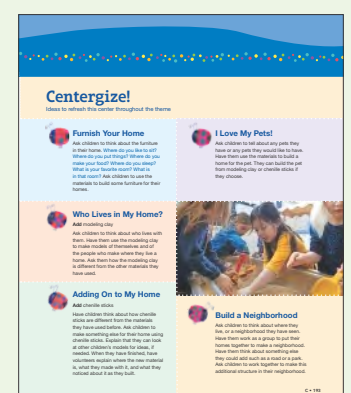 Centergize!
Ideas to refresh this center throughout the theme
Furnish Your Home
Ask children to think about the furniture
in their home. Where do you like to sit?
Where do you put things? Where do you
make your food? Where do you sleep?
What is your favorite room? What is
in that room? Ask children to use the
materials to build some furniture for their
homes.
I Love My Pets!
Ask children to tell about any pets they
have or any pets they would like to have.
Have them use the materials to build a
home for the pet. They can build the pet
from modeling clay or chenille sticks if
they choose.
Who Lives in My Home?
Add modeling clay
Ask children to think about who lives with
them. Have them use the modeling clay
to make models of themselves and of
the people who make where they live a
home. Ask them how the modeling clay
is different from the other materials they
have used.
Adding On to My Home
Add chenille sticks
Have children think about how chenille
sticks are different from the materials
they have used before. Ask children to
make something else for their home using
chenille sticks. Explain that they can look
at other children's models for ideas, if
needed. When they have finished, have
volunteers explain where the new material
is, what they made with it, and what they
noticed about it as they built.
Build a Neighborhood
Ask children to think about where they
live, or a neighborhood they have seen.
Have them work as a group to put their
homes together to make a neighborhood.
Have them think about something else
they could add such as a road or a park.
Ask children to work together to make this
additional structure in their neighborhood.
C • 193